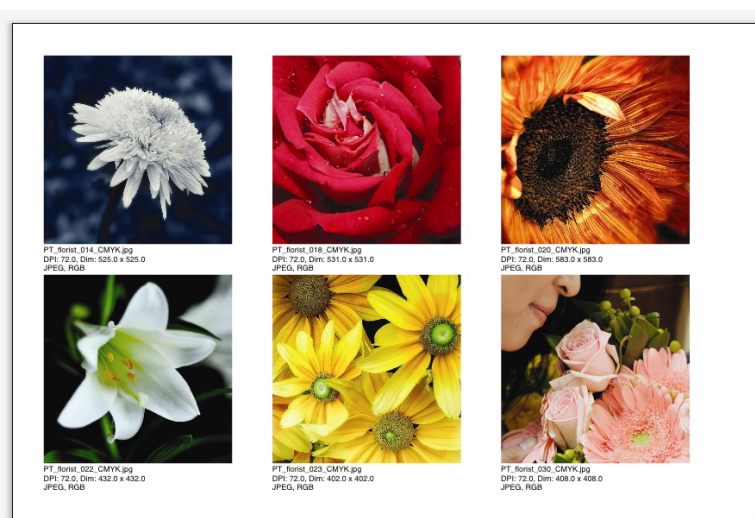 PT_florist_014_CMYK.jpg
DPI: 72.0, Dim: 525.0 x 525.0
JPEG, RGB
PT_florist_018_CMYK.jpg
DPI: 72.0, Dim: 531.0 x 531.0
JPEG, RGB
PT_florist_020_CMYK.jpg
DPI: 72.0, Dim: 583.0 x 583.0
JPEG, RGB
PT_florist_022_CMYK.jpg
DPI: 72.0, Dim: 432.0 x 432.0
JPEG, RGB
PT_florist_023_CMYK.jpg
DPI: 72.0, Dim: 402.0 x 402.0
JPEG, RGB
PT_florist_030_CMYK.jpg
DPI: 72.0, Dim: 408.0 x 408.0
JPEG, RGB